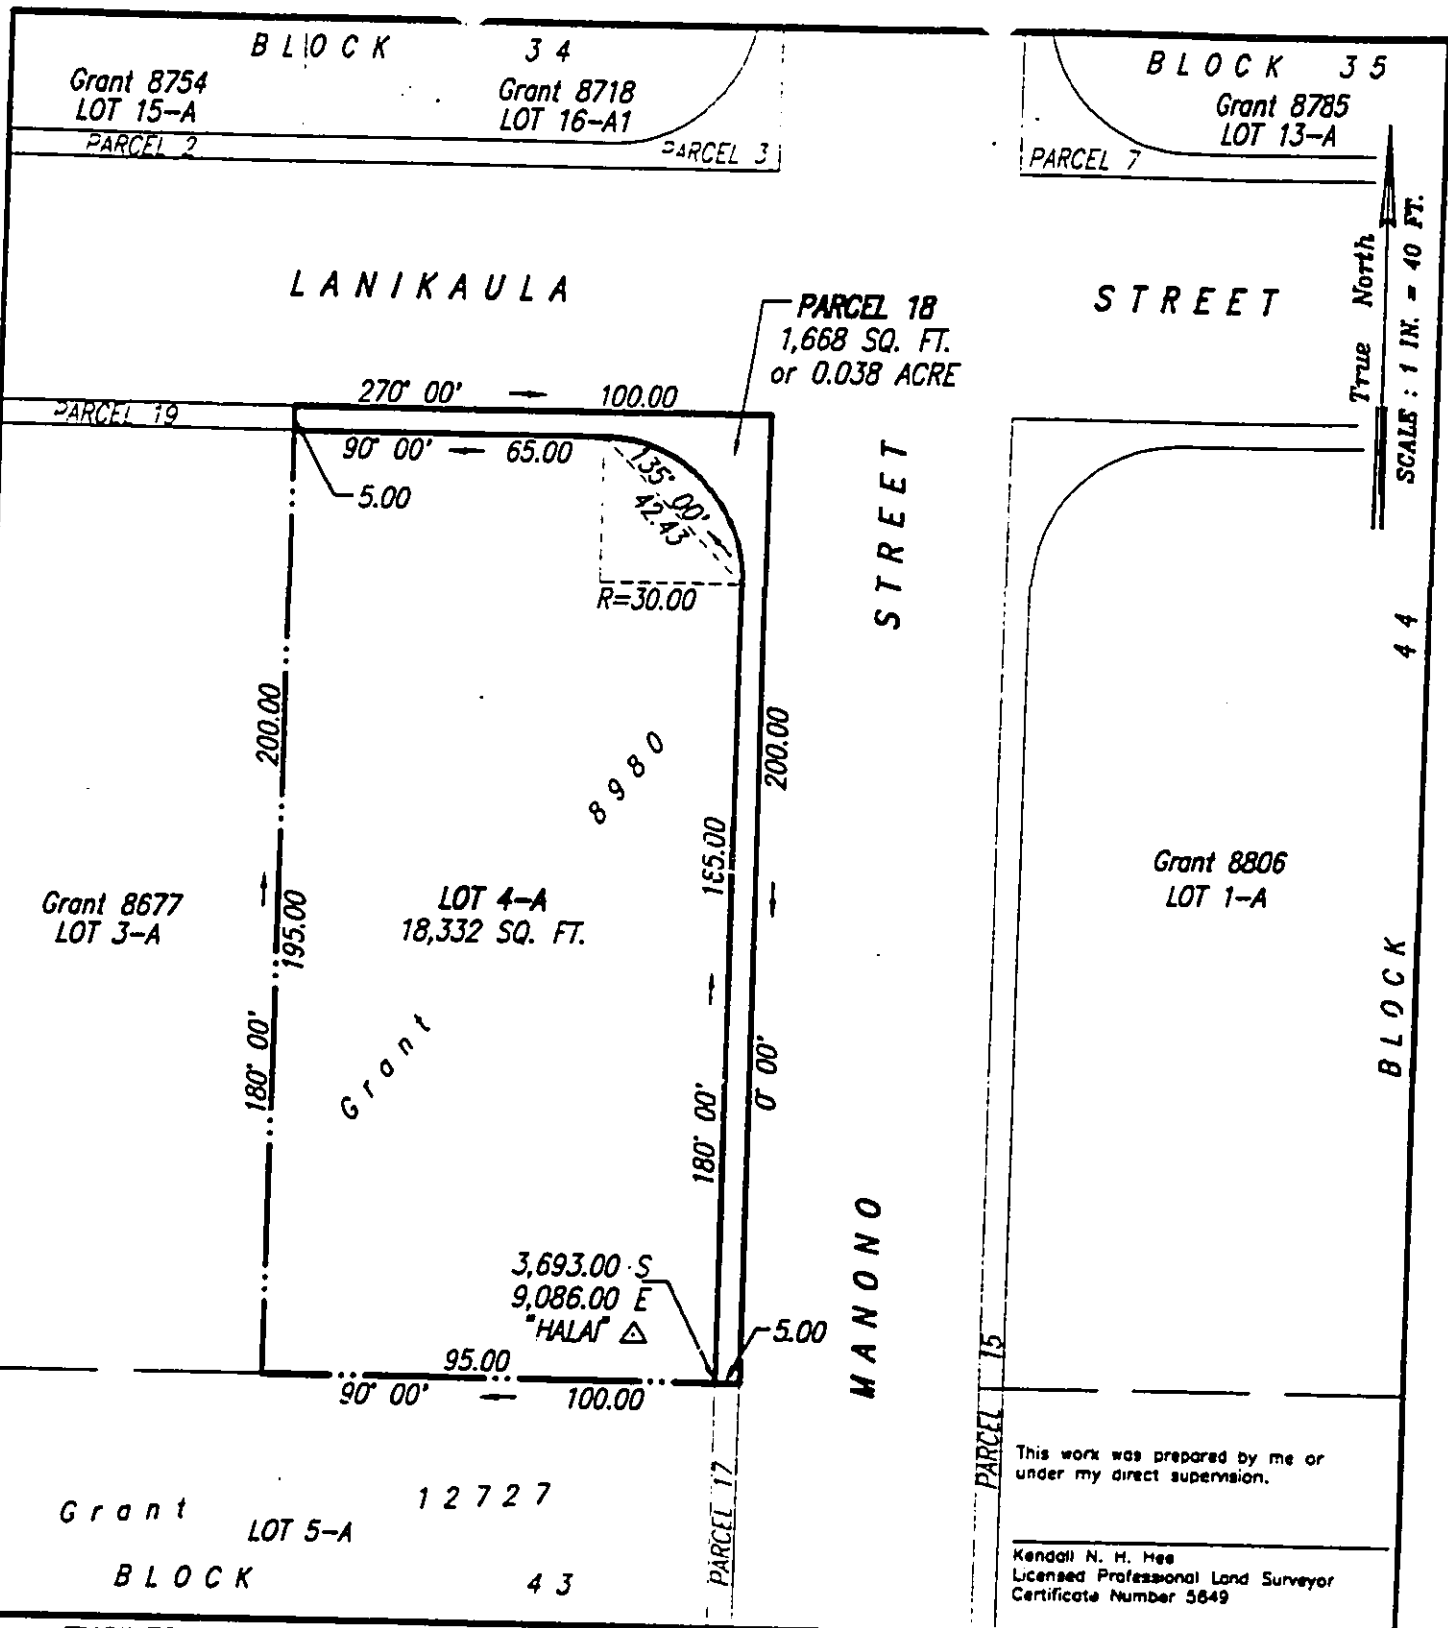 BLOCK 34
Grant 8754
LOT 15-A
Grant 8718
LOT 16-A1
PARCEL 2
PARCEL 3
BLOCK 35
Grant 8785
LOT 13-A
PARCEL 7
LANIKAULA STREET
True North
SCALE : 1 IN. = 40 FT.
PARCEL 18
1,668 SQ. FT.
or 0.038 ACRE
PARCEL 19
270° 00' 100.00
90° 00' 65.00
5.00
135° 00'
42.43
R=30.00
200.00
195.00
180° 00'
Grant 8677
LOT 3-A
LOT 4-A
18,332 SQ. FT.
Grant 8980
165.00
180° 00'
200.00
0° 00'
MANONO STREET
Grant 8806
LOT 1-A
BLOCK 44
3,693.00 S
9,086.00 E
"HALAI"
5.00
95.00
90° 00' 100.00
PARCEL 17
PARCEL 15
Grant 12727
LOT 5-A
BLOCK 43
This work was prepared by me or
under my direct supervision.
Kendall N. H. Hee
Licensed Professional Land Surveyor
Certificate Number 5649